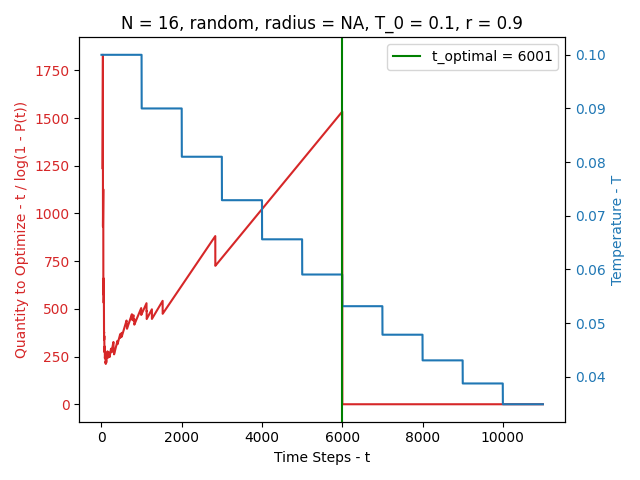 N = 16, random, radius = NA, T_0 = 0.1, r = 0.9
t_optimal = 6001
Quantity to Optimize - t / log(1 - P(t))
1750
1500
1250
1000
750
500
250
0
0.10
0.09
0.08
0.07
0.06
0.05
0.04
Temperature - T
0 2000 4000 6000 8000 10000
Time Steps - t